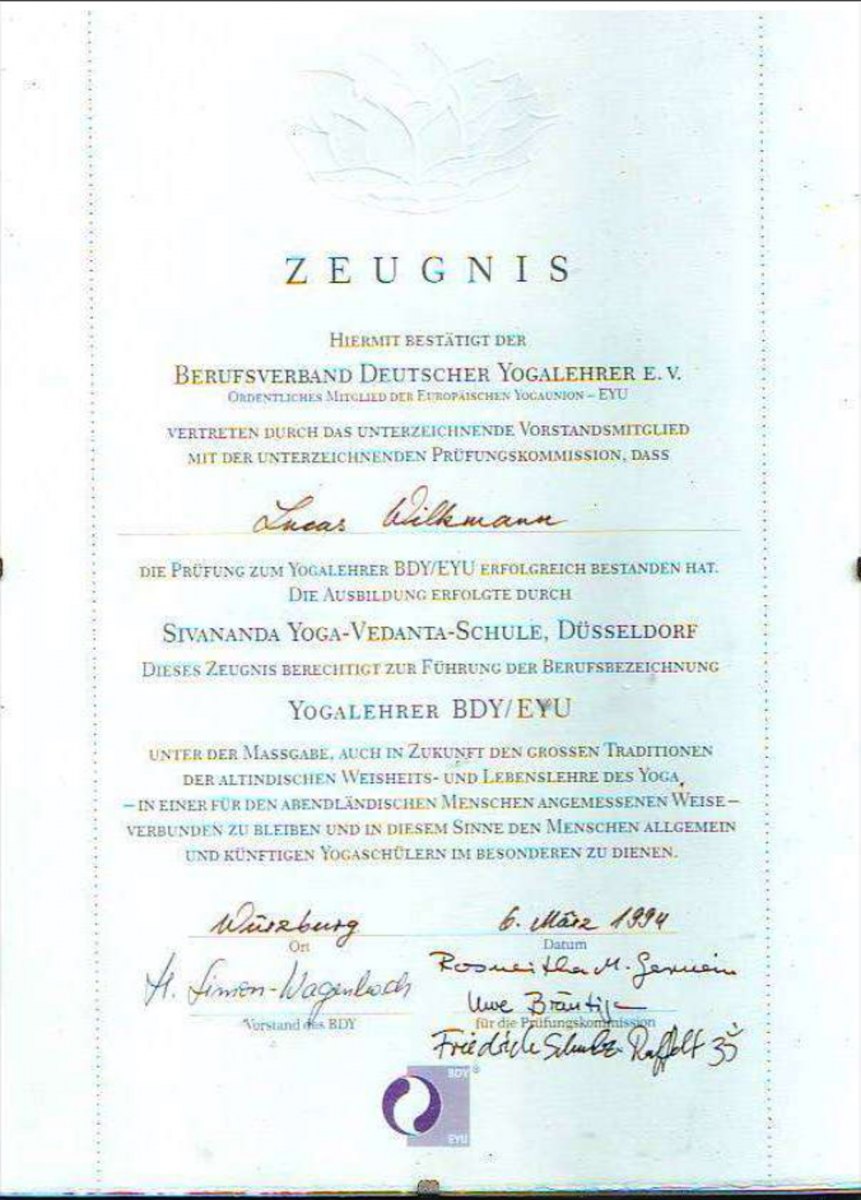 ZEUGNIS
HIERMIT BESTÄTIGT DER
BERUFSVERBAND DEUTSCHER YOGALEHRER E. V.
ORDENTLICHES MITGLIED DER EUROPÄISCHEN YOGAUNION – EYU
VERTRETEN DURCH DAS UNTERZEICHNENDE VORSTANDSMITGLIED
MIT DER UNTERZEICHNENDEN PRÜFUNGSKOMMISSION, DASS
Lucas Wilkmann
DIE PRÜFUNG ZUM YOGALEHRER BDY/EYU ERFOLGREICH BESTANDEN HAT.
DIE AUSBILDUNG ERFOLGTE DURCH
SIVANANDA YOGA-VEDANTA-SCHULE, DÜSSELDORF
DIESES ZEUGNIS BERECHTIGT ZUR FÜHRUNG DER BERUFSBEZEICHNUNG
YOGALEHRER BDY/EYU
UNTER DER MASSGABE, AUCH IN ZUKUNFT DEN GROSSEN TRADITIONEN
DER ALTINDISCHEN WEISHEITS- UND LEBENSLEHRE DES YOGA
– IN EINER FÜR DEN ABENDLÄNDISCHEN MENSCHEN ANGEMESSENEN WEISE –
VERBUNDEN ZU BLEIBEN UND IN DIESEM SINNE DEN MENSCHEN ALLGEMEIN
UND KÜNFTIGEN YOGASCHÜLERN IM BESONDEREN ZU DIENEN.
Würzburg 6. März 1994
Ort Datum
H. Simon-Wagenbach
Vorstand des BDY
M.
Uwe
für die Prüfungskommission
Friedrich Schulz Raffelt
BDY ®
EYU